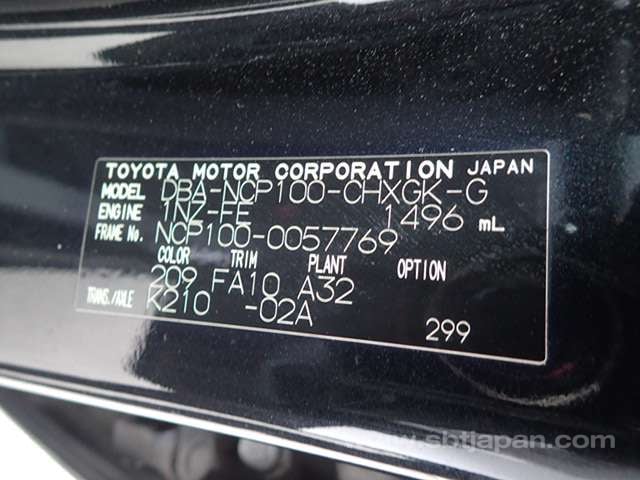 TOYOTA MOTOR CORPORATION JAPAN
MODEL DBA-NCP100-CHXGK-G
ENGINE 1NZ-FE 1496 mL
FRAME No. NCP100-0057769
COLOR TRIM PLANT OPTION
209 FA10 A32
TRANS./AXLE K210 -02A
299
www.sbtjapan.com